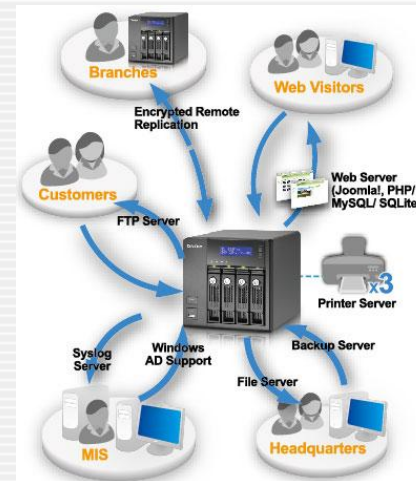 Branches
Web Visitors
Encrypted Remote
Replication
Web Server
(Joomla!, PHP/
MySQL/ SQLite
Customers
FTP Server
x3
Printer Server
Syslog
Server
Windows
AD Support
Backup Server
File Server
MIS
Headquarters